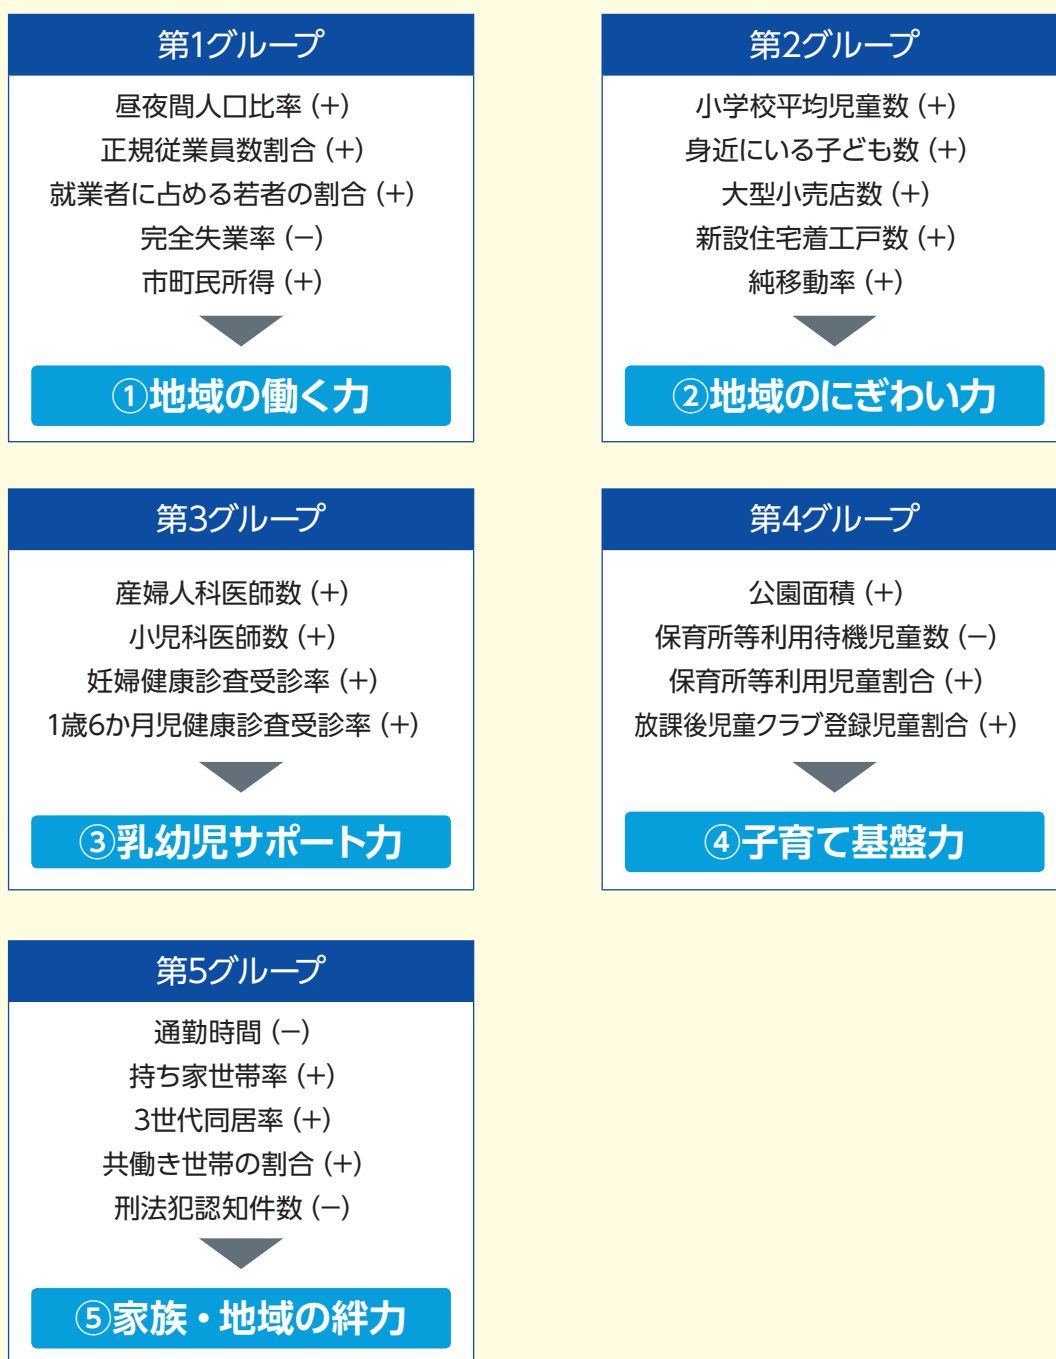 第1グループ
昼夜間人口比率 (+)
正規従業員数割合 (+)
就業者に占める若者の割合 (+)
完全失業率 (−)
市町民所得 (+)
①地域の働く力
第2グループ
小学校平均児童数 (+)
身近にいる子ども数 (+)
大型小売店数 (+)
新設住宅着工戸数 (+)
純移動率 (+)
②地域のにぎわい力
第3グループ
産婦人科医師数 (+)
小児科医師数 (+)
妊婦健康診査受診率 (+)
1歳6か月児健康診査受診率 (+)
③乳幼児サポート力
第4グループ
公園面積 (+)
保育所等利用待機児童数 (−)
保育所等利用児童割合 (+)
放課後児童クラブ登録児童割合 (+)
④子育て基盤力
第5グループ
通勤時間 (−)
持ち家世帯率 (+)
3世代同居率 (+)
共働き世帯の割合 (+)
刑法犯認知件数 (−)
⑤家族・地域の絆力